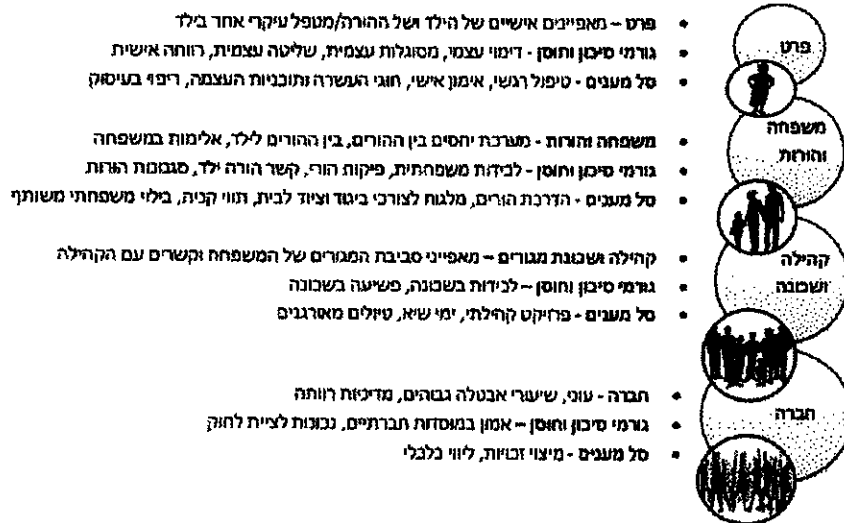 פרט
• פרט – מאפיינים אישיים של הילד ושל ההורה/מטפל עיקרי אחד בילד
• גורמי סיכון וחוסן - דימוי עצמי, מסוגלות עצמית, שליטה עצמית, רווחה אישית
• סל מענים - טיפול רגשי, אימון אישי, חוגי העשרה ותוכניות העצמה, ריפוי בעיסוק
משפחה
והורות
• משפחה והורות - מערכת יחסים בין ההורים, בין ההורים לילד, אלימות במשפחה
• גורמי סיכון וחוסן - לכידות משפחתית, פיקוח הורי, קשר הורה ילד, סגנונות הורות
• סל מענים - הדרכת הורים, מלגות לצורכי ביגוד וציוד לבית, תווי קניה, בילוי משפחתי משותף
קהילה
ושכונה
• קהילה ושכונת מגורים – מאפייני סביבת המגורים של המשפחה וקשרים עם הקהילה
• גורמי סיכון וחוסן – לכידות בשכונה, פשיעה בשכונה
• סל מענים - פרויקט קהילתי, ימי שיא, טיולים מאורגנים
חברה
• חברה - עוני, שיעורי אבטלה גבוהים, מדיניות רווחה
• גורמי סיכון וחוסן – אמון במוסדות חברתיים, נכונות לציית לחוק
• סל מענים - מיצוי זכויות, ליווי כלכלי